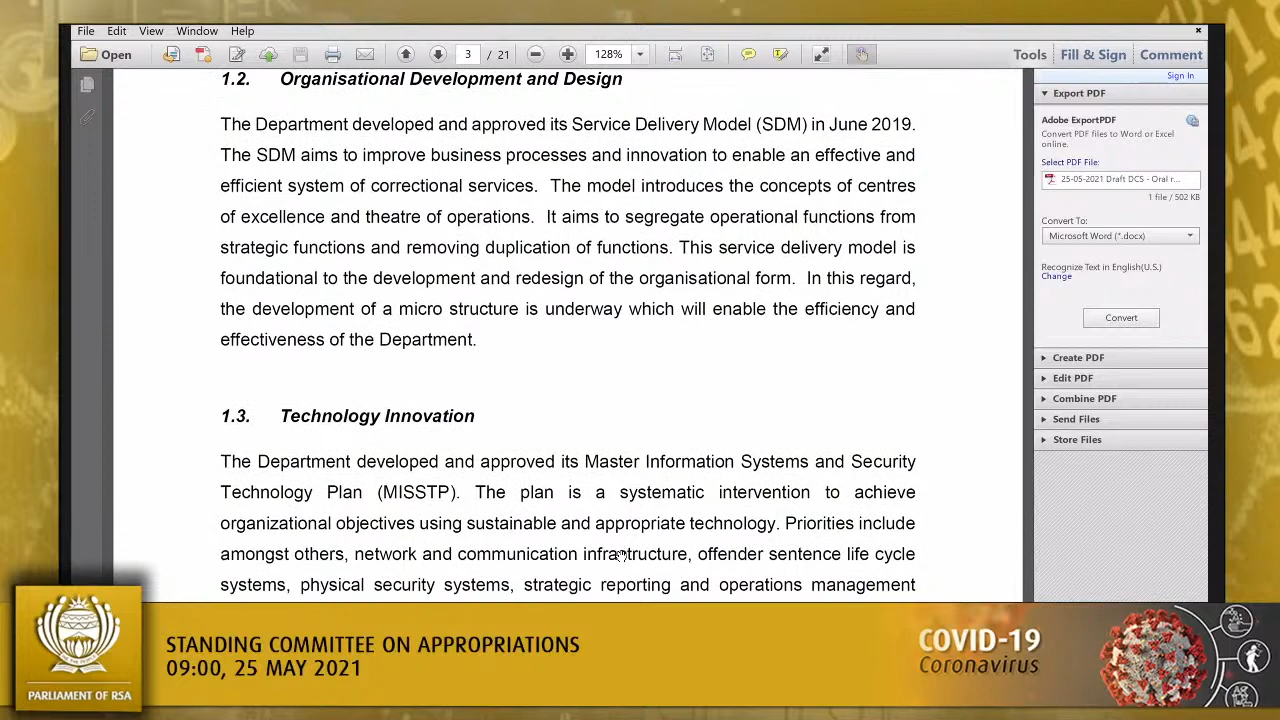 File Edit View Window Help
Open 3 / 21 128% Tools Fill & Sign Comment
Sign In
1.2. Organisational Development and Design
The Department developed and approved its Service Delivery Model (SDM) in June 2019.
The SDM aims to improve business processes and innovation to enable an effective and
efficient system of correctional services. The model introduces the concepts of centres
of excellence and theatre of operations. It aims to segregate operational functions from
strategic functions and removing duplication of functions. This service delivery model is
foundational to the development and redesign of the organisational form. In this regard,
the development of a micro structure is underway which will enable the efficiency and
effectiveness of the Department.
1.3. Technology Innovation
The Department developed and approved its Master Information Systems and Security
Technology Plan (MISSTP). The plan is a systematic intervention to achieve
organizational objectives using sustainable and appropriate technology. Priorities include
amongst others, network and communication infrastructure, offender sentence life cycle
systems, physical security systems, strategic reporting and operations management
Export PDF
Adobe ExportPDF
Convert PDF files to Word or Excel
online.
Select PDF File:
25-05-2021 Draft DCS - Oral r...
1 file / 502 KB
Convert To:
Microsoft Word (*.docx)
Recognize Text in English(U.S.)
Change
Convert
Create PDF
Edit PDF
Combine PDF
Send Files
Store Files
PARLIAMENT OF RSA
STANDING COMMITTEE ON APPROPRIATIONS
09:00, 25 MAY 2021
COVID-19
Coronavirus